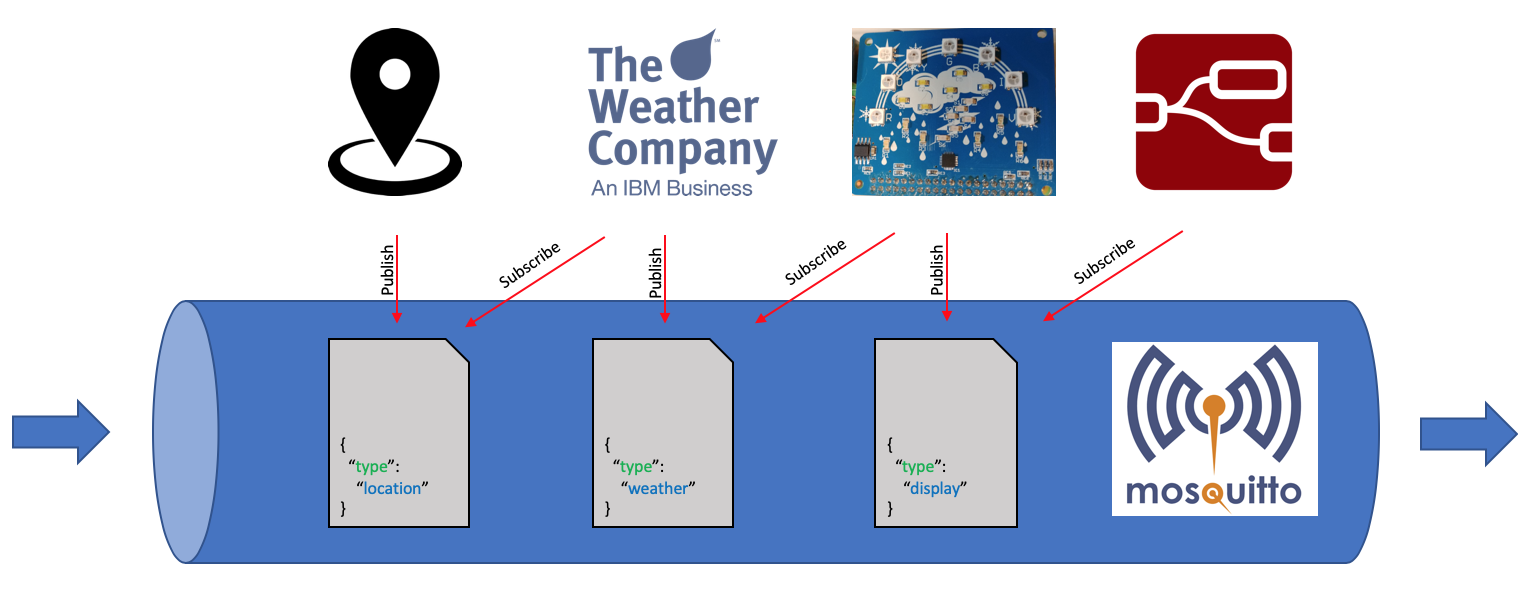 The
Weather
Company
℠
An IBM Business
R
O
Y
G
B
I
V
Publish
Subscribe
Publish
Subscribe
Publish
Subscribe
{
“type”:
“location”
}
{
“type”:
“weather”
}
{
“type”:
“display”
}
mosquitto